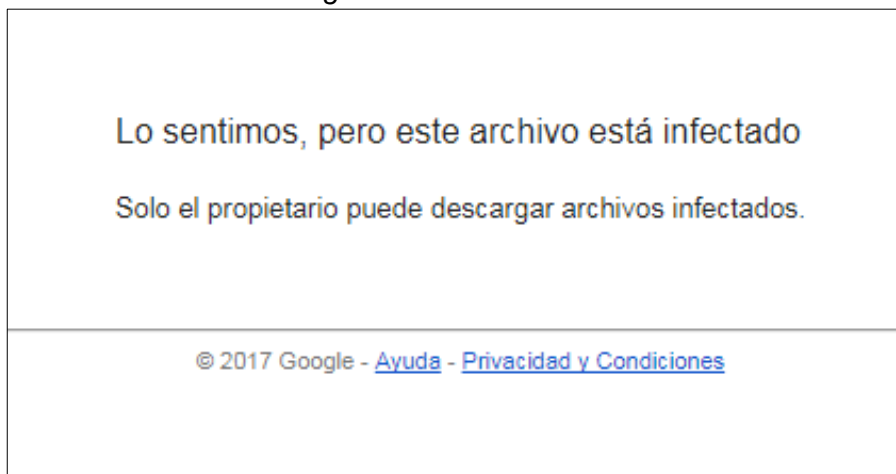 Lo sentimos, pero este archivo está infectado
Solo el propietario puede descargar archivos infectados.
© 2017 Google - Ayuda - Privacidad y Condiciones